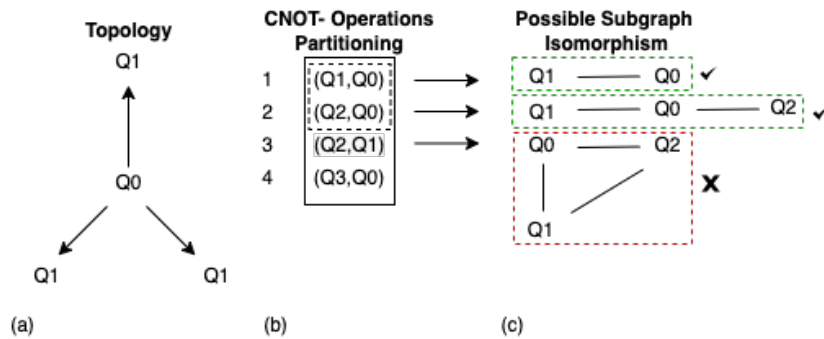 Topology
Q1
Q0
Q1 Q1
(a)
CNOT- Operations
Partitioning
1 (Q1,Q0)
2 (Q2,Q0)
3 (Q2,Q1)
4 (Q3,Q0)
(b)
Possible Subgraph
Isomorphism
Q1 Q0 ✓
Q1 Q0 Q2 ✓
Q0 Q2
X
Q1
(c)